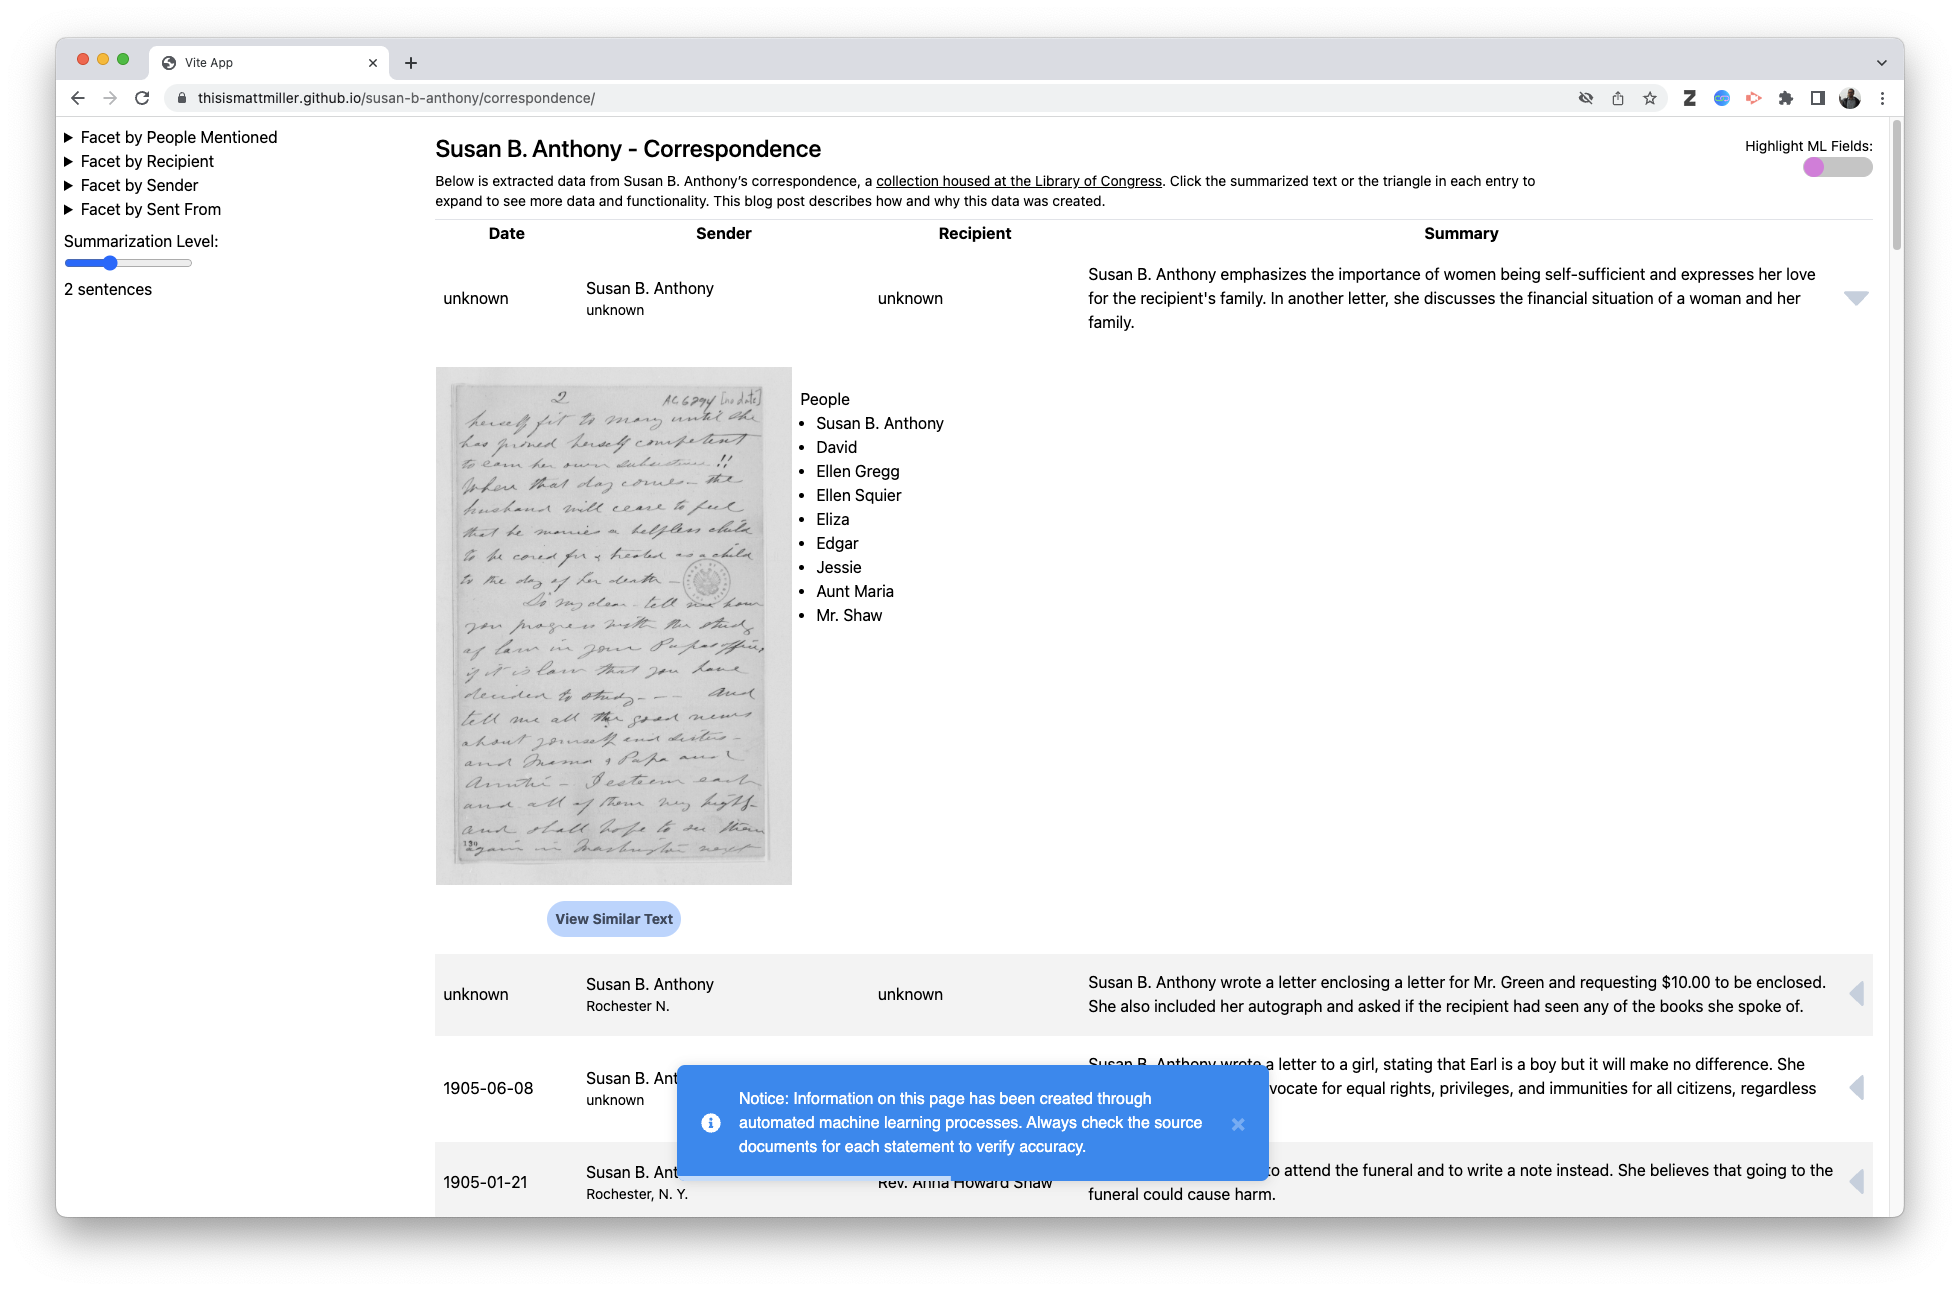 Vite App
thisismattmiller.github.io/susan-b-anthony/correspondence/
Facet by People Mentioned
Facet by Recipient
Facet by Sender
Facet by Sent From
Summarization Level:
2 sentences
Susan B. Anthony - Correspondence
Highlight ML Fields:
Below is extracted data from Susan B. Anthony's correspondence, a collection housed at the Library of Congress. Click the summarized text or the triangle in each entry to
expand to see more data and functionality. This blog post describes how and why this data was created.
Date Sender Recipient Summary
unknown
Susan B. Anthony
unknown
unknown
Susan B. Anthony emphasizes the importance of women being self-sufficient and expresses her love
for the recipient's family. In another letter, she discusses the financial situation of a woman and her
family.
2 AC 6294 [no date]
herself fit to marry until she
has proved herself competent
to earn her own subsistence!!
When that day comes - the
husband will cease to feel
that he marries a helpless child
to be cared for & treated as a child
to the day of her death -
So my dear - tell me how
you progress with the study
of law in your Papas office,
if it is law that you have
decided to study - - - And
tell me all the good news
about yourself and sisters -
and Mama & Papa and
Auntie - I esteem each
and all of them very high-
and shall hope to see them
again in Washington next
130
People
Susan B. Anthony
David
Ellen Gregg
Ellen Squier
Eliza
Edgar
Jessie
Aunt Maria
Mr. Shaw
View Similar Text
unknown
Susan B. Anthony
Rochester N.
unknown
Susan B. Anthony wrote a letter enclosing a letter for Mr. Green and requesting $10.00 to be enclosed.
She also included her autograph and asked if the recipient had seen any of the books she spoke of.
1905-06-08
Susan B. Ant
unknown
Susan B. Anthony wrote a letter to a girl, stating that Earl is a boy but it will make no difference. She
vocate for equal rights, privileges, and immunities for all citizens, regardless
1905-01-21
Susan B. Ant
Rochester, N. Y.
Rev. Anna Howard Shaw
to attend the funeral and to write a note instead. She believes that going to the
funeral could cause harm.
Notice: Information on this page has been created through
automated machine learning processes. Always check the source
documents for each statement to verify accuracy.